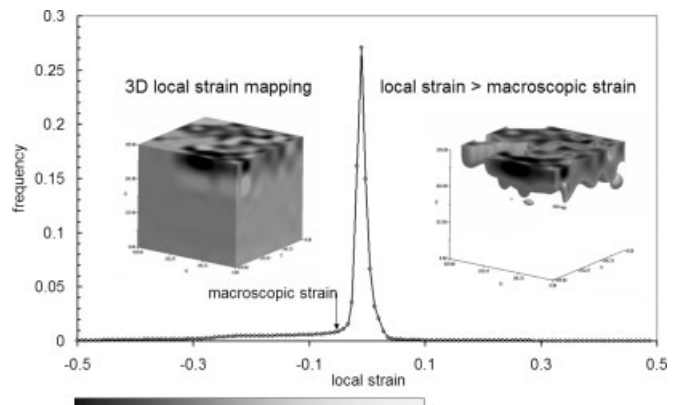 0.3
0.25
0.2
0.15
0.1
0.05
0
frequency
3D local strain mapping
local strain > macroscopic strain
macroscopic strain
-0.5
-0.3
-0.1
0.1
0.3
0.5
local strain